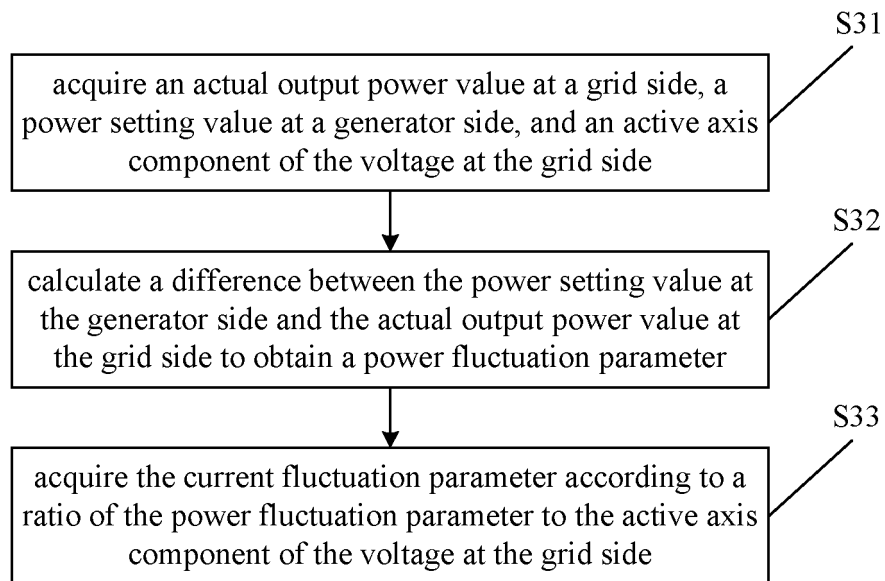 S31
acquire an actual output power value at a grid side, a
power setting value at a generator side, and an active axis
component of the voltage at the grid side
S32
calculate a difference between the power setting value at
the generator side and the actual output power value at
the grid side to obtain a power fluctuation parameter
S33
acquire the current fluctuation parameter according to a
ratio of the power fluctuation parameter to the active axis
component of the voltage at the grid side